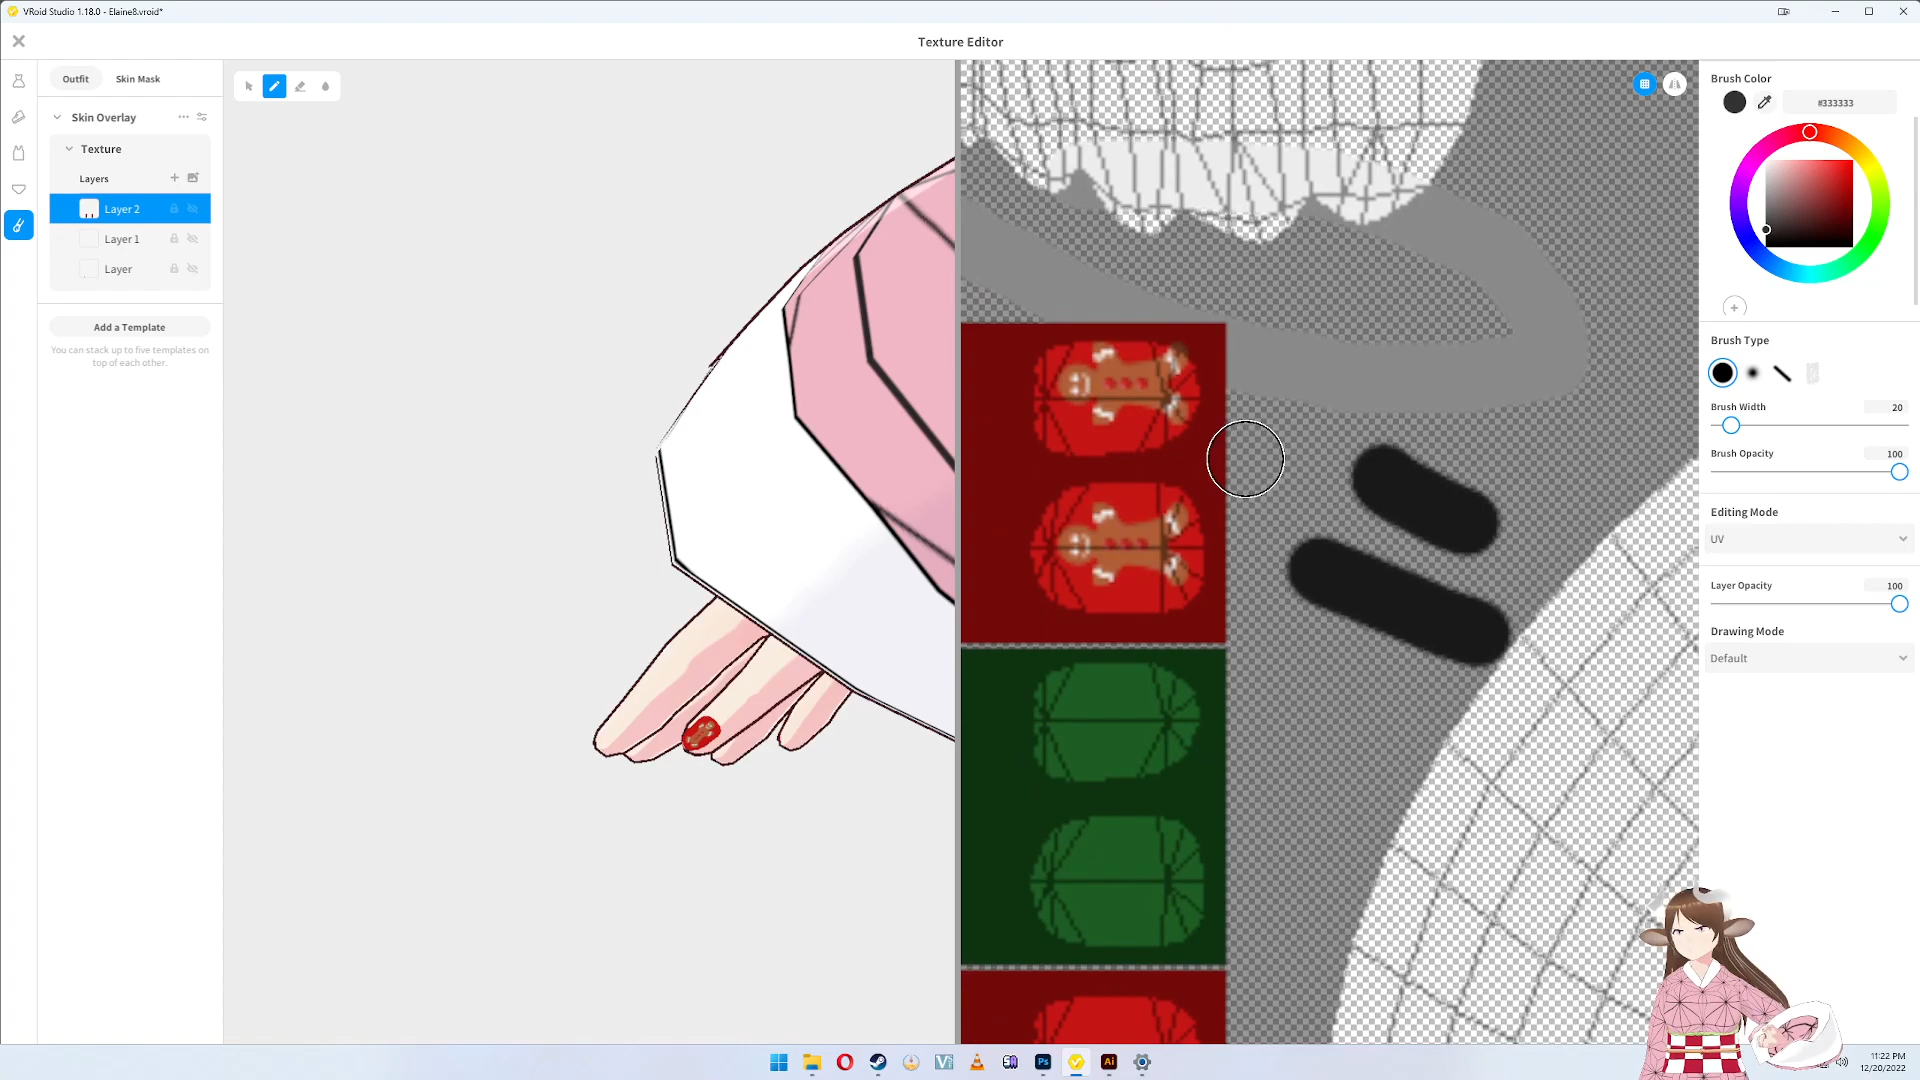 VRoid Studio 1.18.0 - Elaine8.vroid*
Texture Editor
Outfit
Skin Mask
Skin Overlay
Texture
Layers
Layer 2
Layer 1
Layer
Add a Template
You can stack up to five templates on
top of each other.
Brush Color
#333333
Brush Type
Brush Width
20
Brush Opacity
100
Editing Mode
UV
Layer Opacity
100
Drawing Mode
Default
Ps
Ai
11:22 PM
12/20/2022